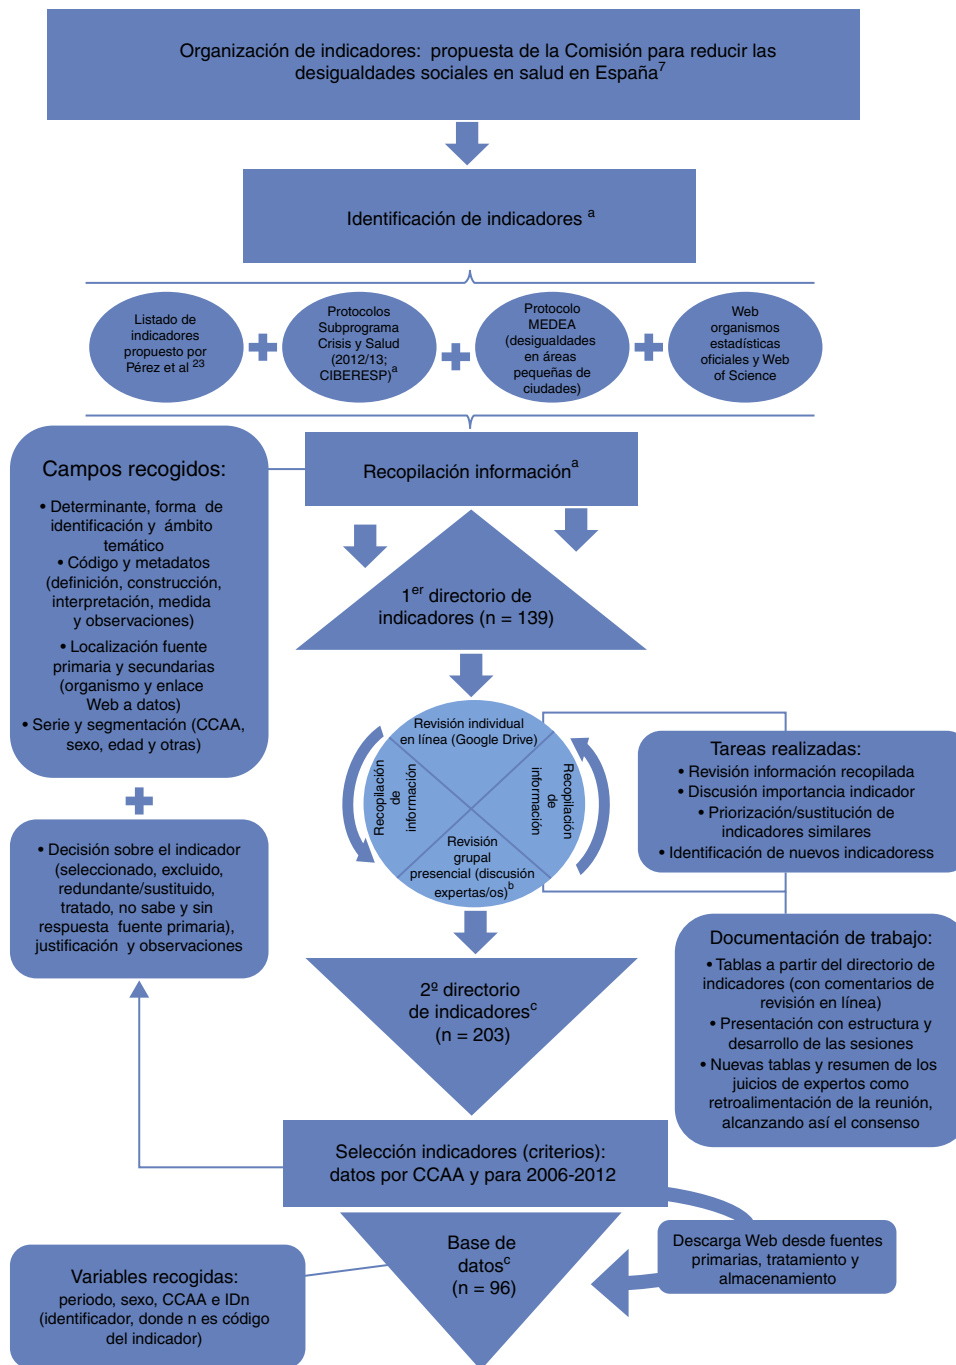 Organización de indicadores:  propuesta de la Comisión para reducir las
desigualdades sociales en salud en España7
Identificación de indicadores a
Listado de
indicadores
propuesto por
Pérez et al 23
Protocolos
Subprograma
Crisis y Salud
(2012/13;
CIBERESP)a
Protocolo
MEDEA
(desigualdades
en áreas
pequeñas de
ciudades)
Web
organismos
estadísticas
oficiales y Web
of Science
Recopilación informacióna
Campos recogidos:
• Determinante, forma  de
identificación y  ámbito
temático
• Código y metadatos
(definición, construcción,
interpretación, medida
y observaciones)
• Localización fuente
primaria y secundarias
(organismo y enlace
Web a datos)
• Serie y segmentación (CCAA,
sexo, edad y otras)
• Decisión sobre el indicador
(seleccionado, excluido,
redundante/sustituido,
tratado, no sabe y sin
respuesta  fuente primaria),
justificación  y observaciones
1er directorio de
indicadores (n = 139)
Revisión individual
en línea (Google Drive)
Recopilación
de
información
Recopilación
de
información
Revisión
grupal
presencial (discusión
expertas/os)b
Tareas realizadas:
• Revisión información recopilada
• Discusión importancia indicador
• Priorización/sustitución de
indicadores similares
• Identificación de nuevos indicadoress
Documentación de trabajo:
• Tablas a partir del directorio de
indicadores (con comentarios de
revisión en línea)
• Presentación con estructura y
desarrollo de las sesiones
• Nuevas tablas y resumen de los
juicios de expertos como
retroalimentación de la reunión,
alcanzando así el consenso
2º directorio
de indicadoresc
(n = 203)
Selección indicadores (criterios):
datos por CCAA y para 2006-2012
Descarga Web desde fuentes
primarias, tratamiento y
almacenamiento
Base de
datosc
(n = 96)
Variables recogidas:
periodo, sexo, CCAA e IDn
(identificador, donde n es código
del indicador)